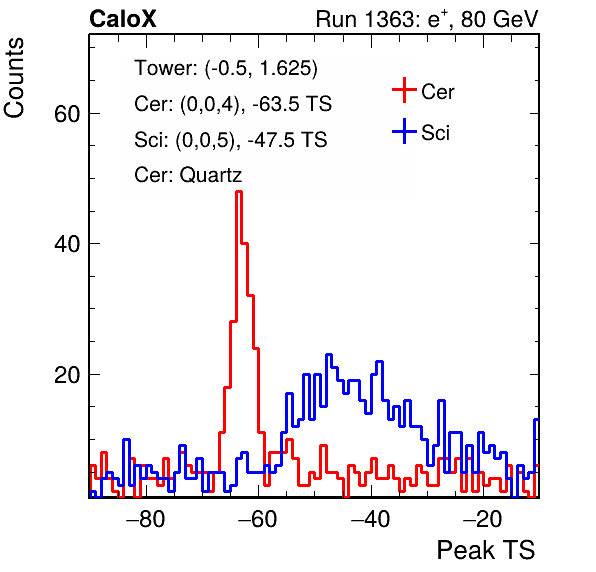 CaloX Run 1363: e⁺, 80 GeV
Counts
Tower: (-0.5, 1.625)
Cer: (0,0,4), -63.5 TS
Sci: (0,0,5), -47.5 TS
Cer: Quartz
Cer
Sci
60
40
20
−80 −60 −40 −20
Peak TS